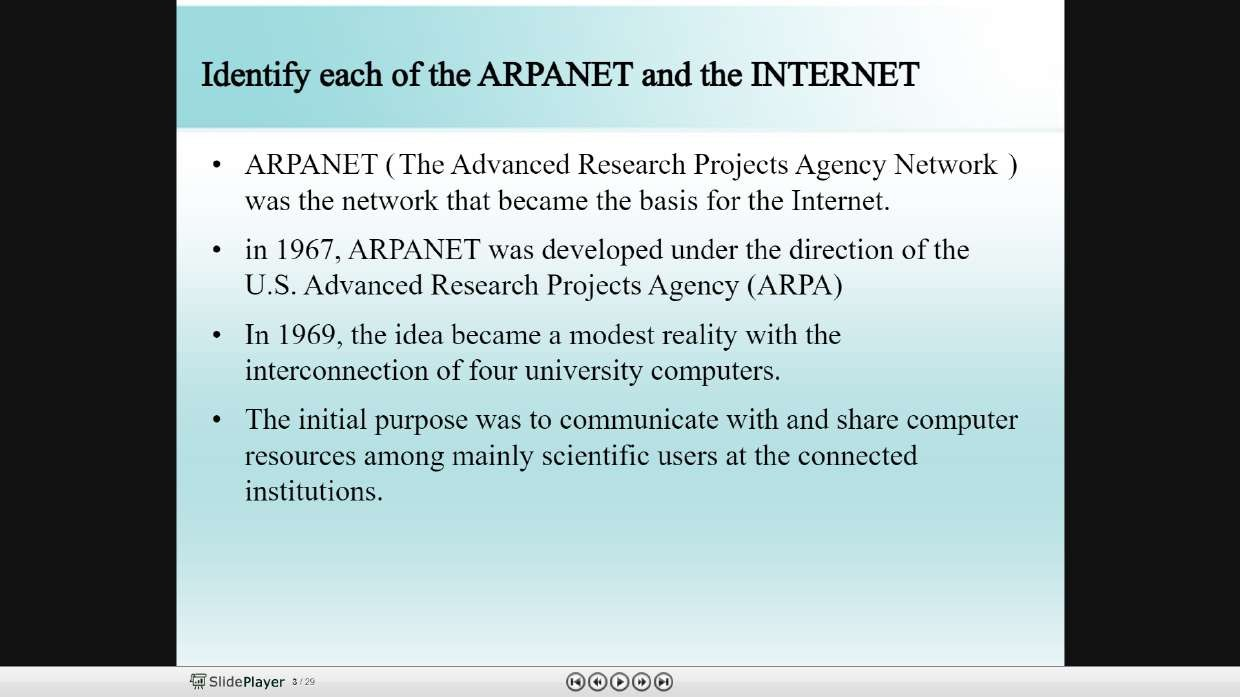 Identify each of the ARPANET and the INTERNET
• ARPANET ( The Advanced Research Projects Agency Network )
was the network that became the basis for the Internet.
• in 1967, ARPANET was developed under the direction of the
U.S. Advanced Research Projects Agency (ARPA)
• In 1969, the idea became a modest reality with the
interconnection of four university computers.
• The initial purpose was to communicate with and share computer
resources among mainly scientific users at the connected
institutions.
SlidePlayer 3 / 29